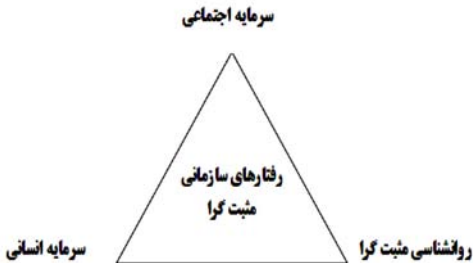 سرمایه اجتماعی
رفتارهای سازمانی
مثبت گرا
روانشناسی مثبت گرا
سرمایه انسانی